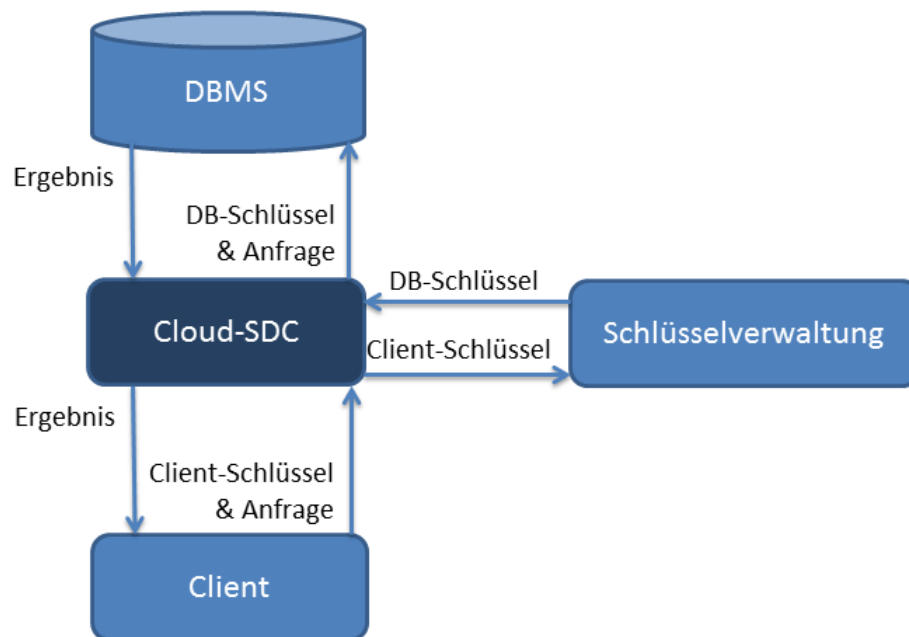 DBMS
Ergebnis
DB-Schlüssel
& Anfrage
DB-Schlüssel
Cloud-SDC
Client-Schlüssel
Schlüsselverwaltung
Ergebnis
Client-Schlüssel
& Anfrage
Client